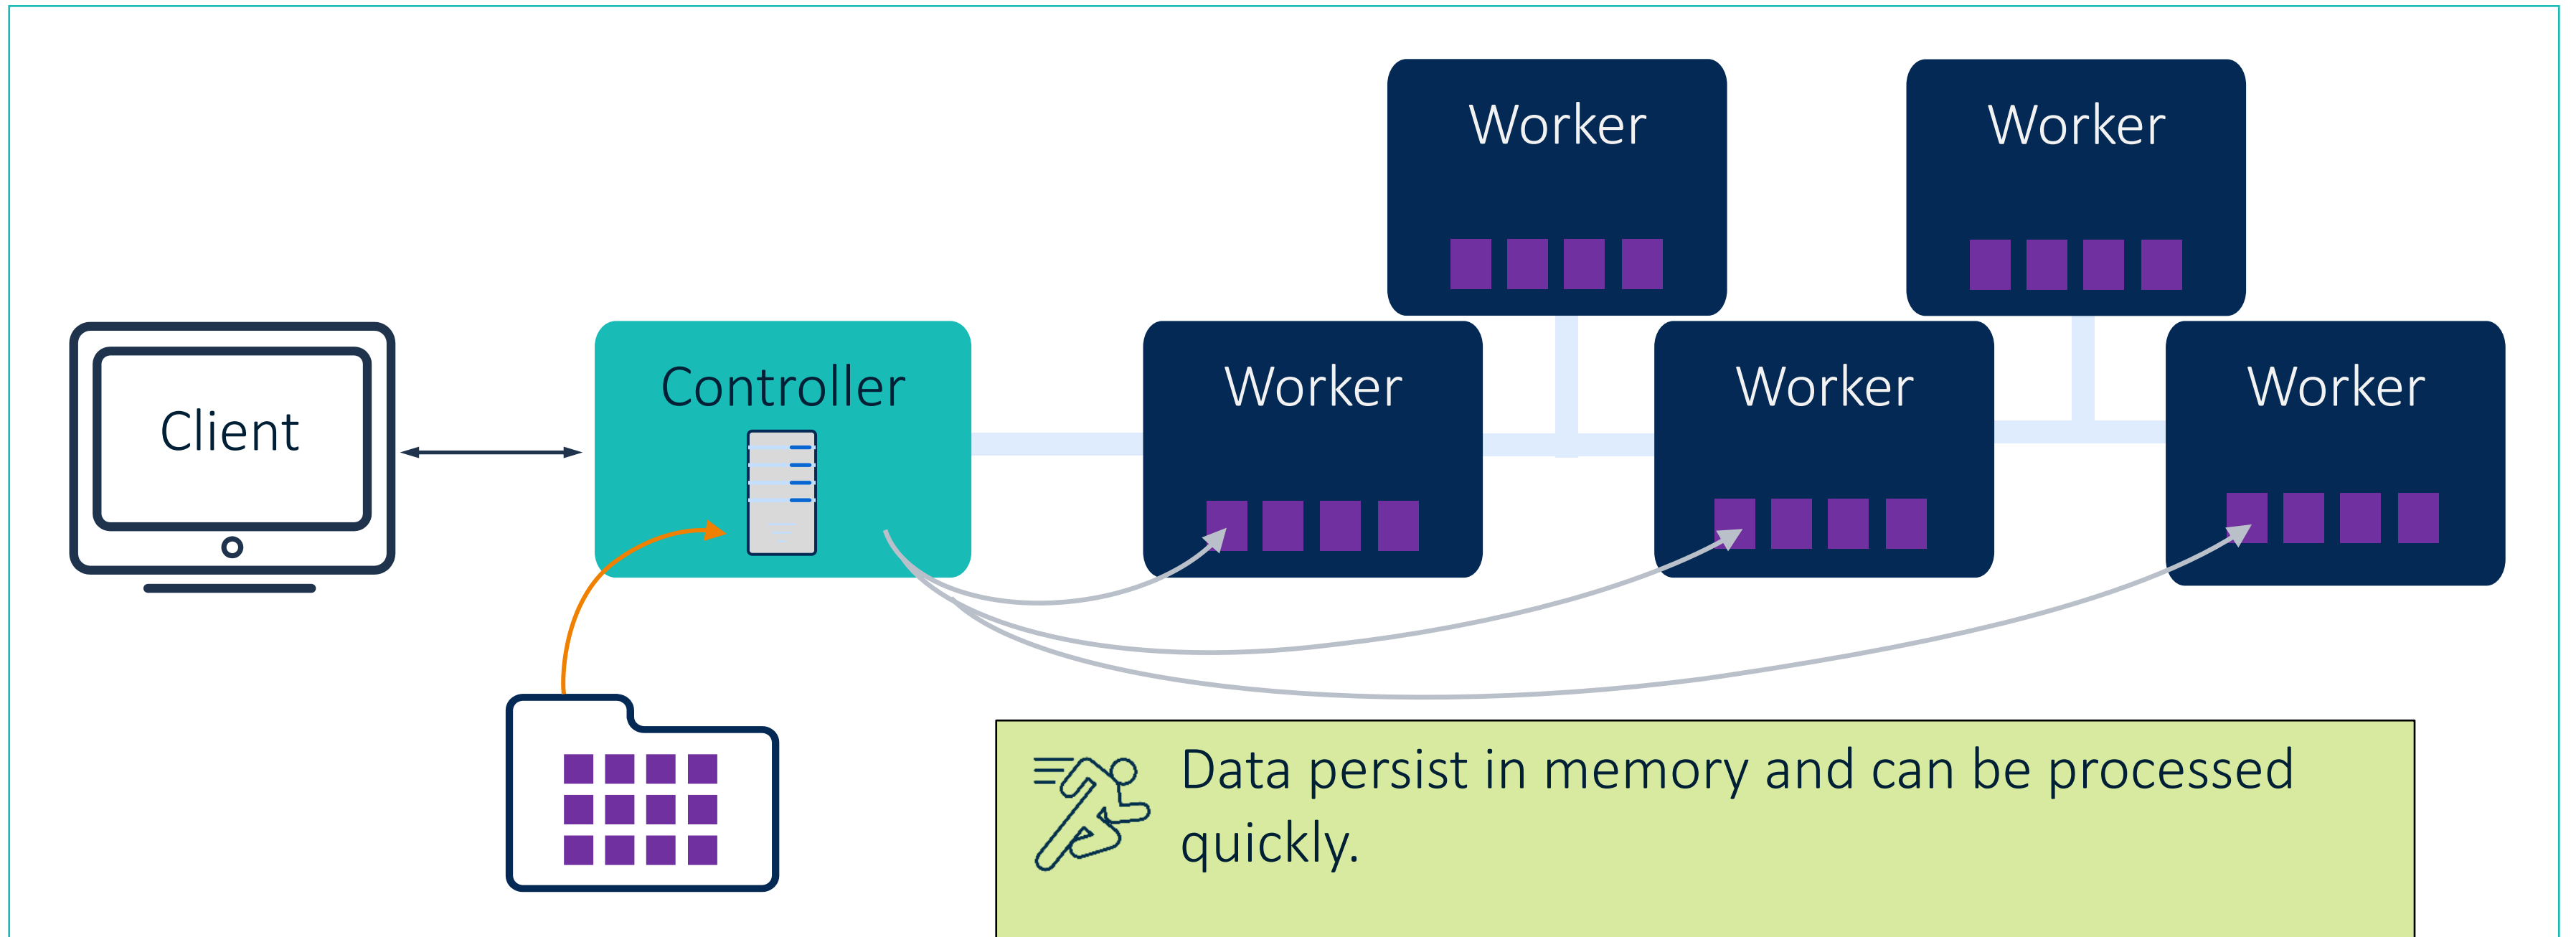 Worker
Worker
Client
Controller
Worker
Worker
Worker
Data persist in memory and can be processed
quickly.